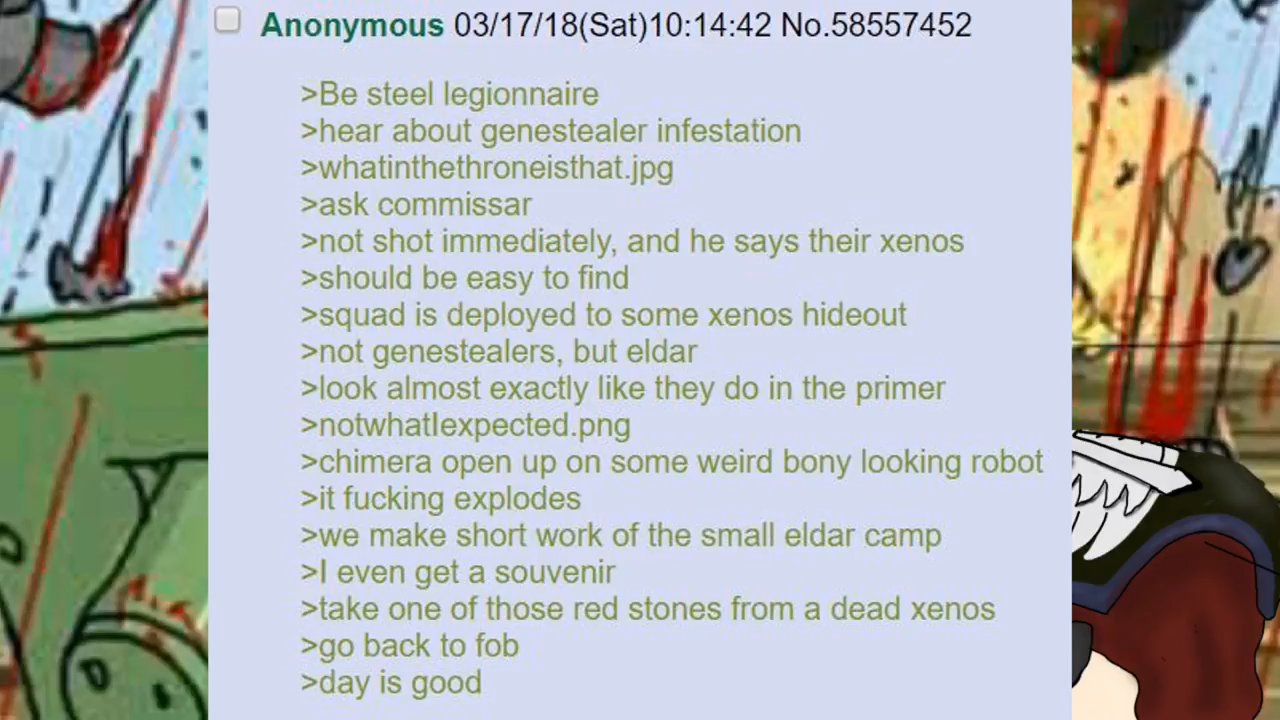 Anonymous 03/17/18(Sat)10:14:42 No.58557452
>Be steel legionnaire
>hear about genestealer infestation
>whatinthethroneisthat.jpg
>ask commissar
>not shot immediately, and he says their xenos
>should be easy to find
>squad is deployed to some xenos hideout
>not genestealers, but eldar
>look almost exactly like they do in the primer
>notwhatIexpected.png
>chimera open up on some weird bony looking robot
>it fucking explodes
>we make short work of the small eldar camp
>I even get a souvenir
>take one of those red stones from a dead xenos
>go back to fob
>day is good